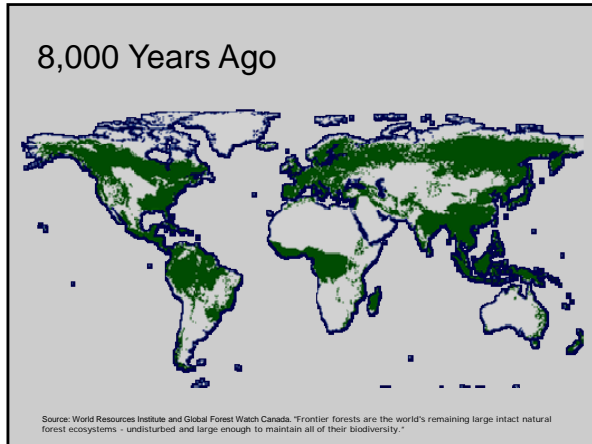 8,000 Years Ago
Source: World Resources Institute and Global Forest Watch Canada. "Frontier forests are the world's remaining large intact natural
forest ecosystems - undisturbed and large enough to maintain all of their biodiversity."